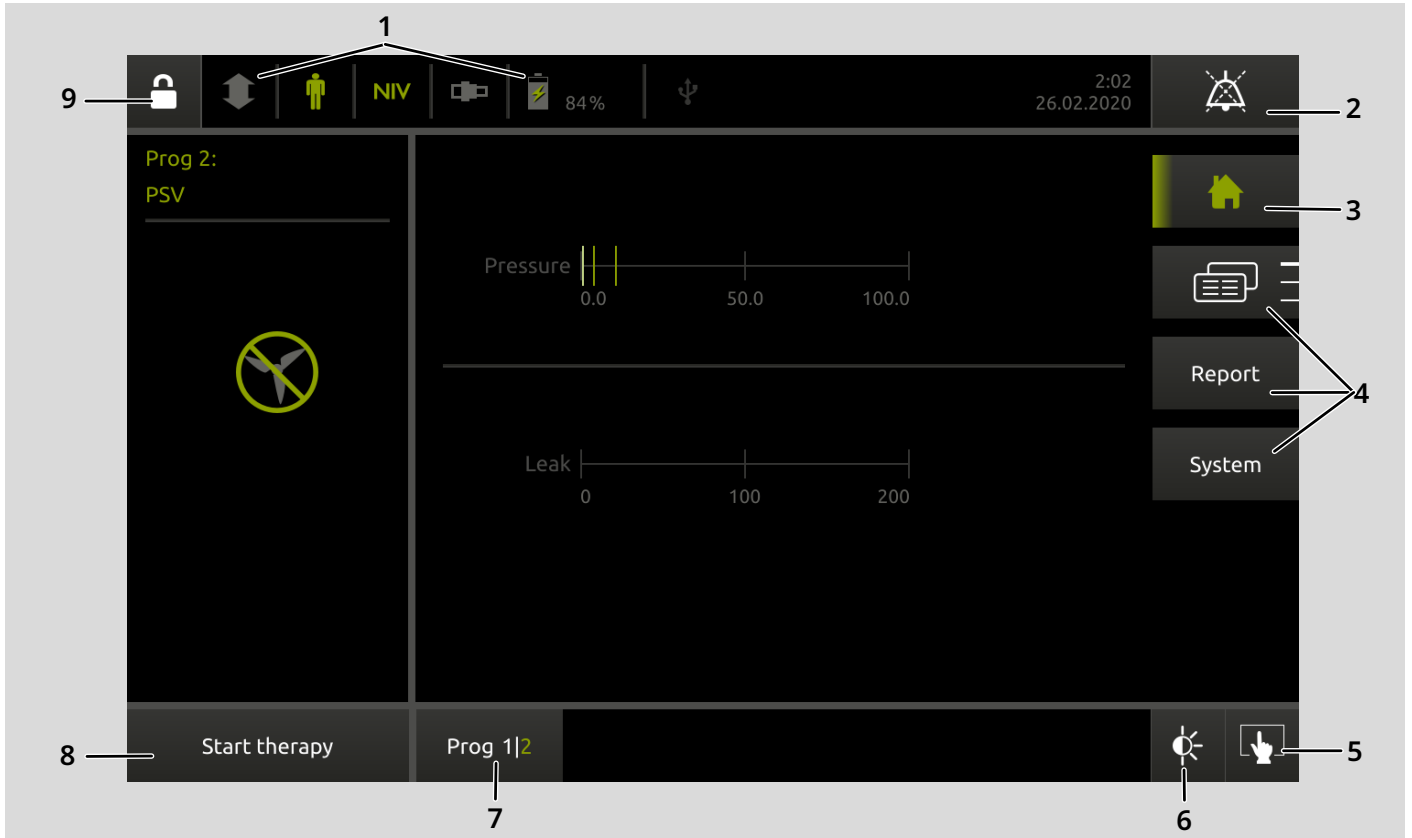 1
9
NIV
84%
2:02
26.02.2020
2
Prog 2:
PSV
3
Pressure
0.0 50.0 100.0
Report
4
Leak
0 100 200
System
8
Start therapy
Prog 1|2
5
7
6